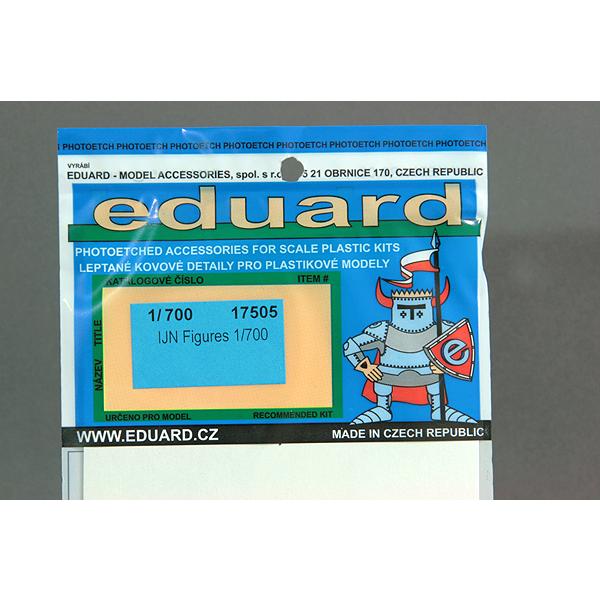 PHOTOETCH PHOTOETCH PHOTOETCH PHOTOETCH PHOTOETCH PHOTOETCH PHOTOETCH PHOTOETCH
VYRÁBÍ
EDUARD - MODEL ACCESSORIES, spol. s r.o. 21 OBRNICE 170, CZECH REPUBLIC
eduard
PHOTOETCHED ACCESSORIES FOR SCALE PLASTIC KITS
LEPTANÉ KOVOVÉ DETAILY PRO PLASTIKOVÉ MODELY
KATALOGOVÉ ČÍSLO ITEM #
NÁZEV TITLE
1/700 17505
IJN Figures 1/700
e
URČENO PRO MODEL RECOMMENDED KIT
WWW.EDUARD.CZ MADE IN CZECH REPUBLIC